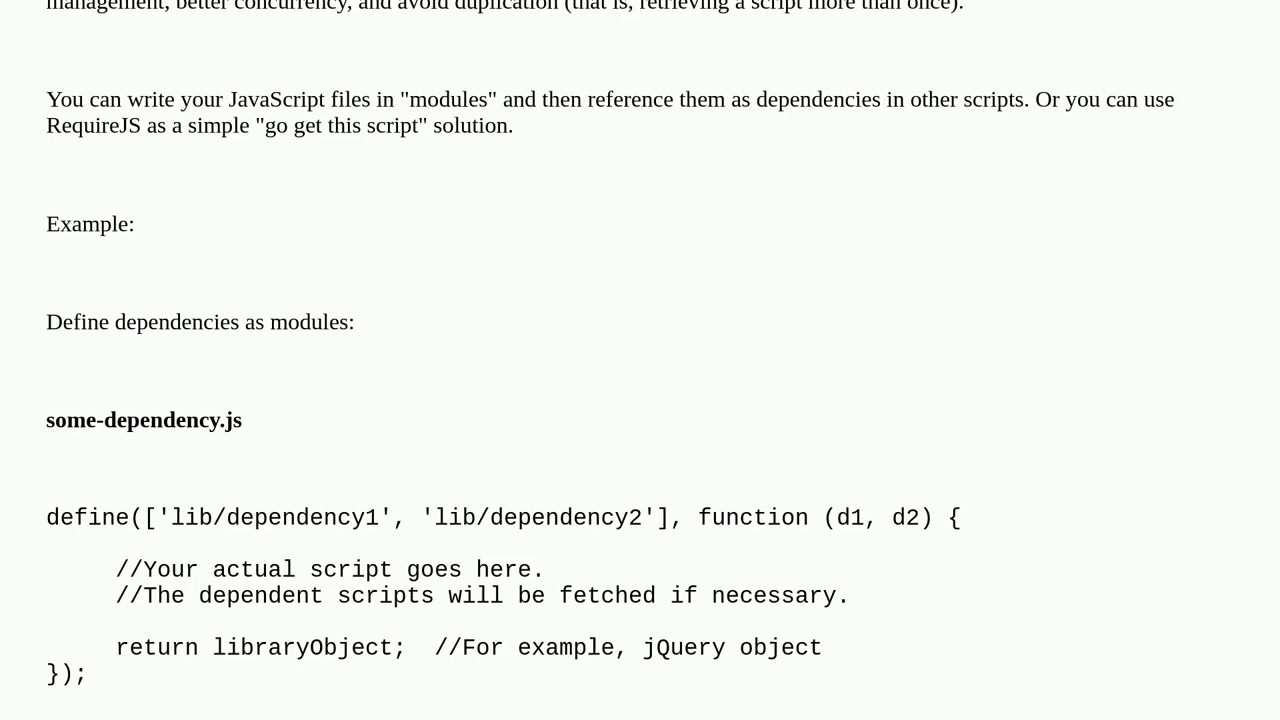 management, better concurrency, and avoid duplication (that is, retrieving a script more than once).
You can write your JavaScript files in "modules" and then reference them as dependencies in other scripts. Or you can use
RequireJS as a simple "go get this script" solution.
Example:
Define dependencies as modules:
some-dependency.js
define(['lib/dependency1', 'lib/dependency2'], function (d1, d2) {
//Your actual script goes here.
//The dependent scripts will be fetched if necessary.
return libraryObject;  //For example, jQuery object
});